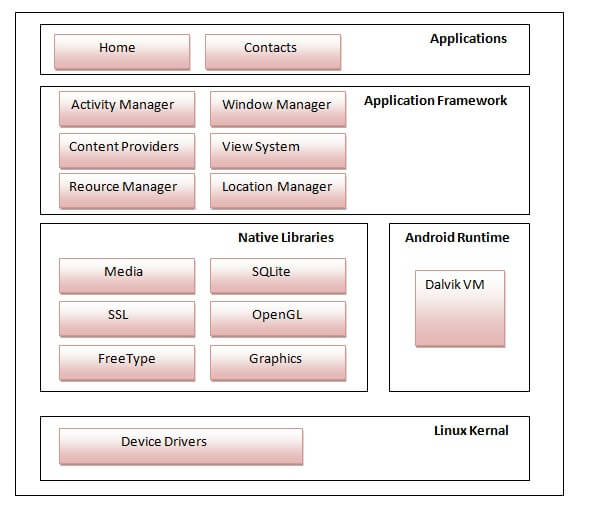 Applications
Home
Contacts
Application Framework
Activity Manager
Window Manager
Content Providers
View System
Reource Manager
Location Manager
Native Libraries
Media
SQLite
SSL
OpenGL
FreeType
Graphics
Android Runtime
Dalvik VM
Linux Kernal
Device Drivers